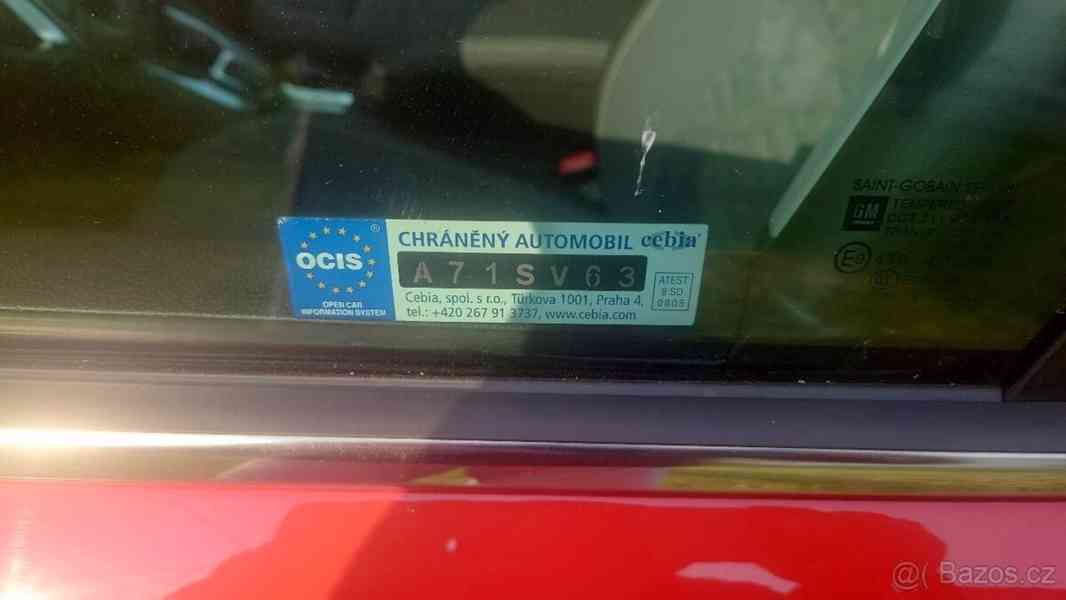 OCIS
®
OPEN CAR
INFORMATION SYSTEM
CHRÁNĚNÝ AUTOMOBIL cebia
A71SV63
Cebia, spol. s r.o., Türkova 1001, Praha 4,
tel.: +420 267 91 3737, www.cebia.com
ATEST
8 SD
0805
SAINT-GOBAIN
GM
@( Bazos.cz